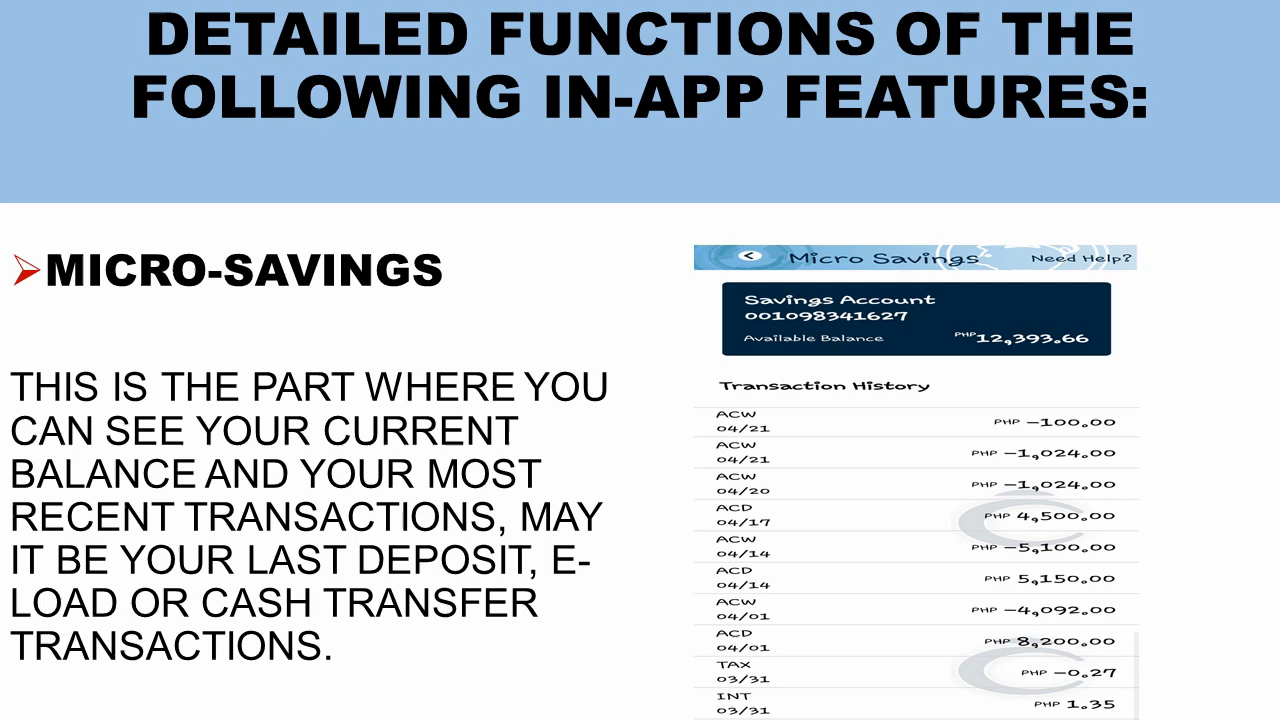 DETAILED FUNCTIONS OF THE
FOLLOWING IN-APP FEATURES:
MICRO-SAVINGS
THIS IS THE PART WHERE YOU
CAN SEE YOUR CURRENT
BALANCE AND YOUR MOST
RECENT TRANSACTIONS, MAY
IT BE YOUR LAST DEPOSIT, E-
LOAD OR CASH TRANSFER
TRANSACTIONS.
Micro Savings Need Help?
Savings Account
001098341627
Available Balance PHP 12,393.66
Transaction History
ACW
04/21 PHP -100.00
ACW
04/21 PHP -1,024.00
ACW
04/20 PHP -1,024.00
ACD
04/17 PHP 4,500.00
ACW
04/14 PHP -5,100.00
ACD
04/14 PHP 5,150.00
ACW
04/01 PHP -4,092.00
ACD
04/01 PHP 8,200.00
TAX
03/31 PHP -0.27
INT
03/31 PHP 1.35